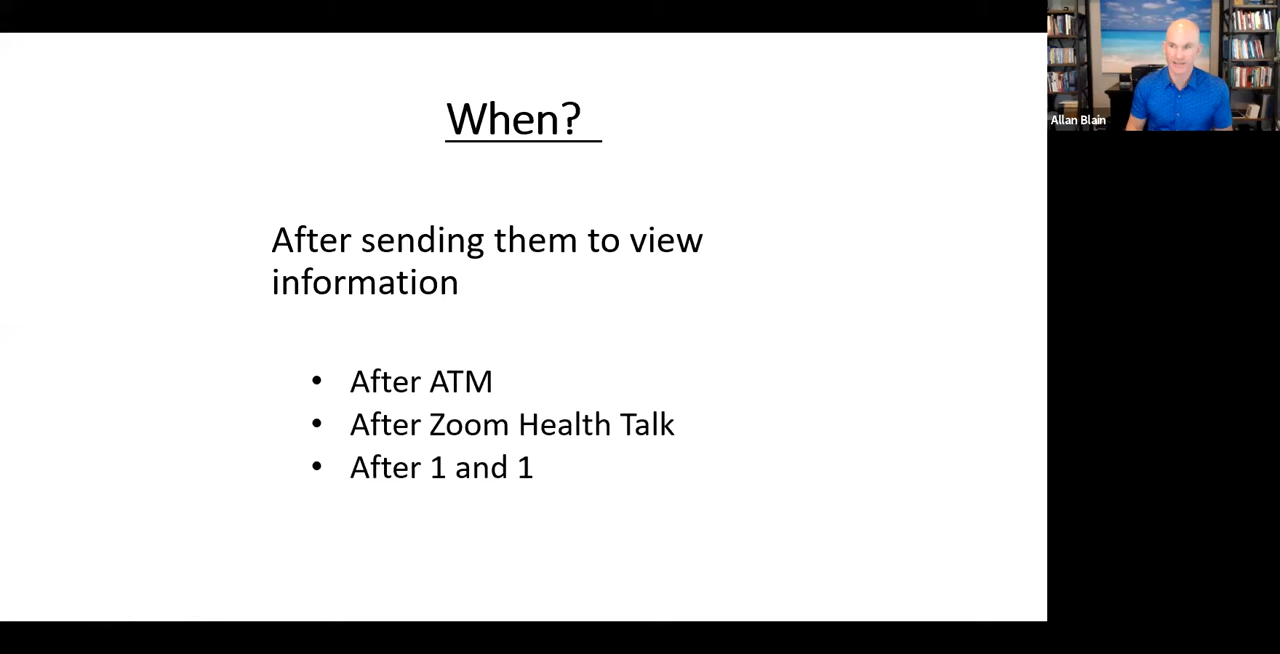 When?
After sending them to view
information
• After ATM
• After Zoom Health Talk
• After 1 and 1
Allan Blain